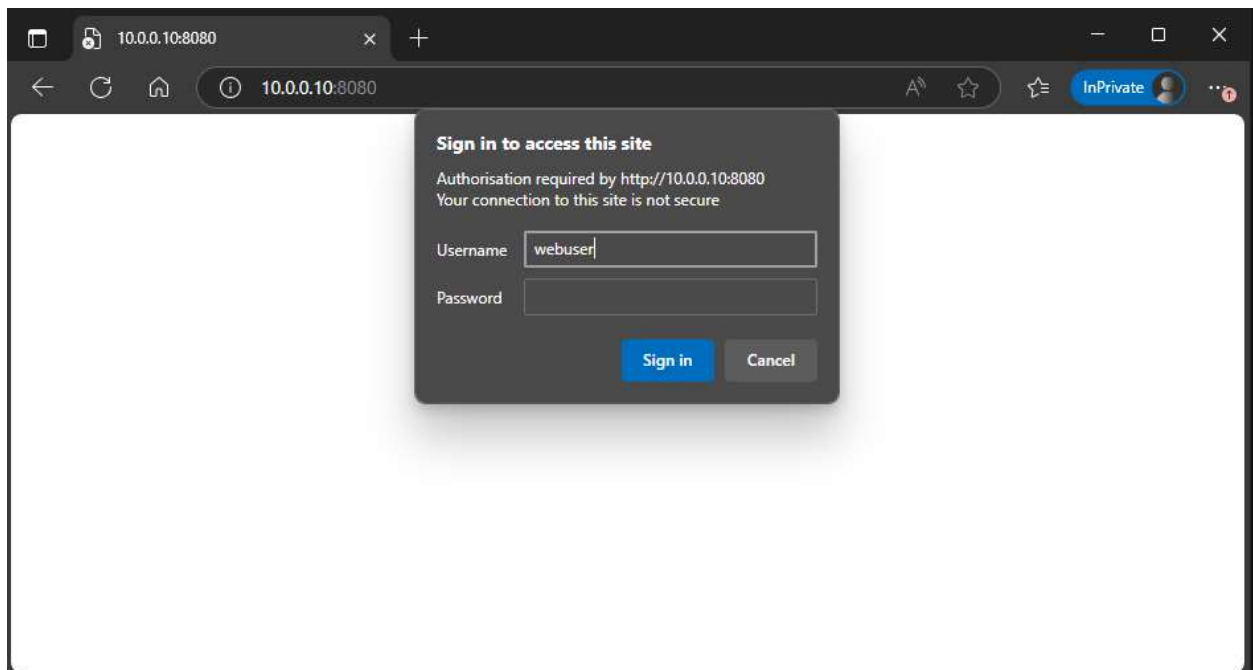 10.0.0.10:8080
10.0.0.10:8080
InPrivate
Sign in to access this site
Authorisation required by http://10.0.0.10:8080
Your connection to this site is not secure
Username webuser
Password
Sign in Cancel